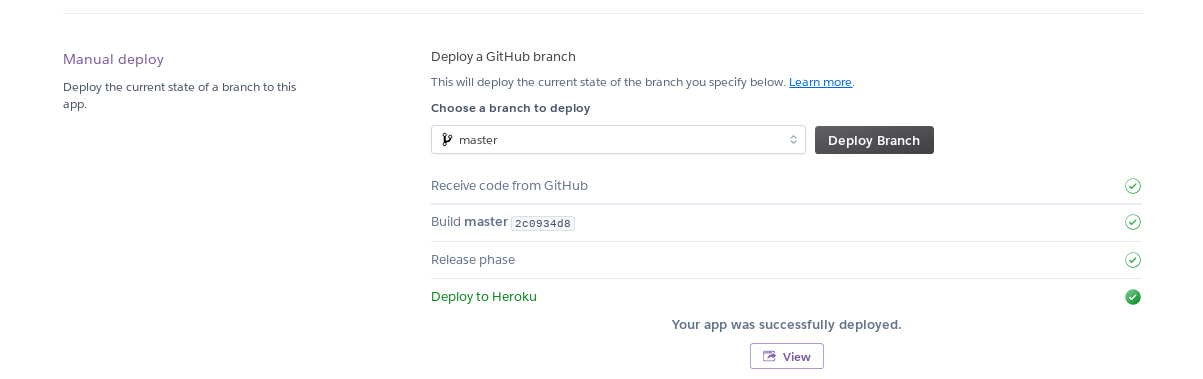 Manual deploy
Deploy the current state of a branch to this
app.
Deploy a GitHub branch
This will deploy the current state of the branch you specify below. Learn more.
Choose a branch to deploy
master
Deploy Branch
Receive code from GitHub
Build master 2c0934d8
Release phase
Deploy to Heroku
Your app was successfully deployed.
View